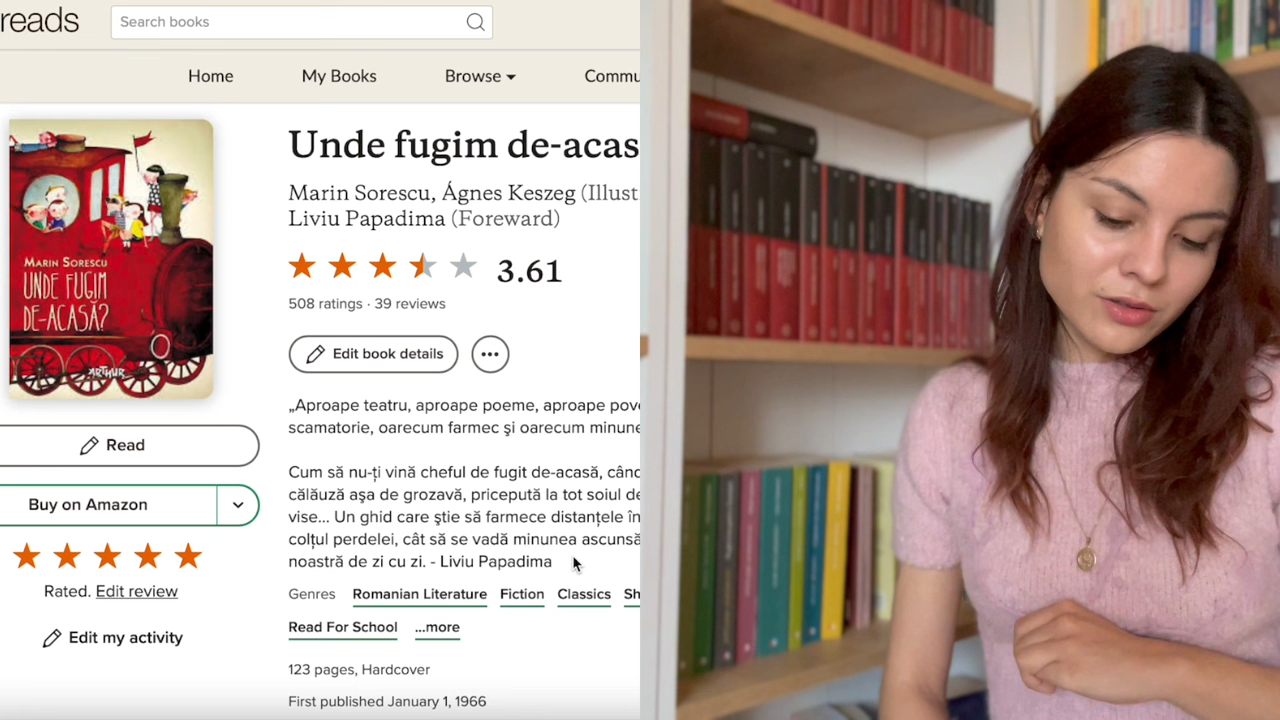 reads
Search books
Home
My Books
Browse
Commu
MARIN SORESCU
UNDE FUGIM
DE-ACASĂ?
ARTHUR
Unde fugim de-acas
Marin Sorescu, Ágnes Keszeg (Illust
Liviu Papadima (Foreward)
3.61
508 ratings · 39 reviews
Edit book details
„Aproape teatru, aproape poeme, aproape pov
scamatorie, oarecum farmec şi oarecum minune
Cum să nu-ţi vină cheful de fugit de-acasă, cânc
călăuză aşa de grozavă, pricepută la tot soiul de
vise... Un ghid care ştie să farmece distanţele în
colţul perdelei, cât să se vadă minunea ascunsă
noastră de zi cu zi. - Liviu Papadima
Read
Buy on Amazon
Rated. Edit review
Edit my activity
Genres Romanian Literature Fiction Classics Sh
Read For School ...more
123 pages, Hardcover
First published January 1, 1966